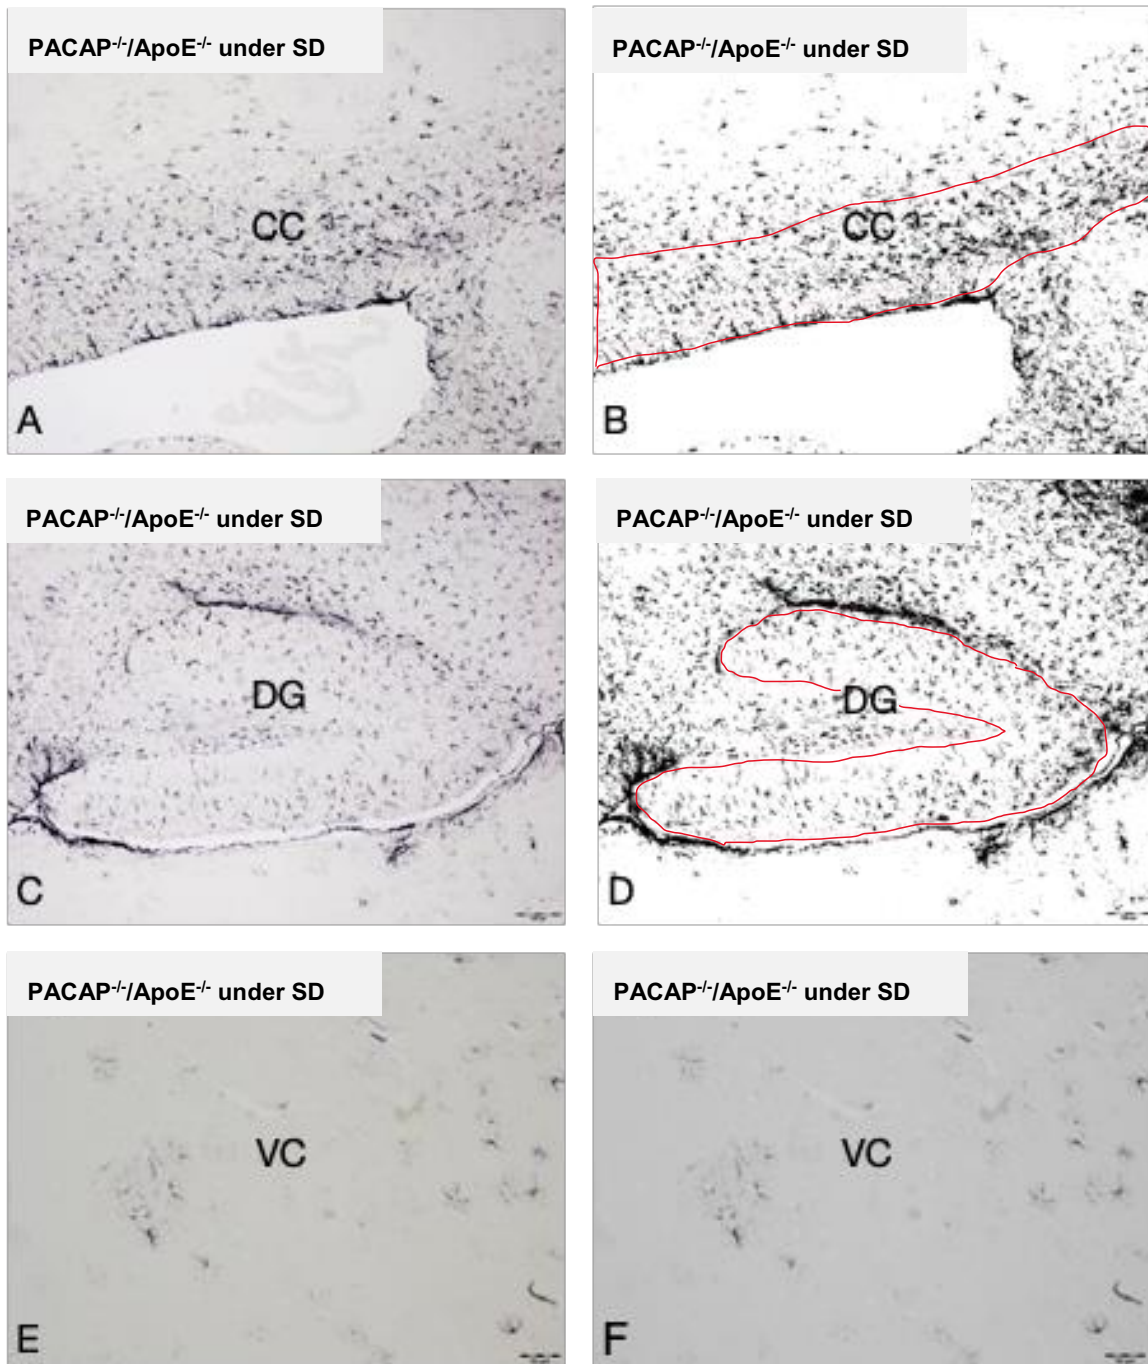 PACAP-/-/ApoE-/- under SD
CC
A
PACAP-/-/ApoE-/- under SD
CC
B
PACAP-/-/ApoE-/- under SD
DG
C
PACAP-/-/ApoE-/- under SD
DG
D
PACAP-/-/ApoE-/- under SD
VC
E
PACAP-/-/ApoE-/- under SD
VC
F